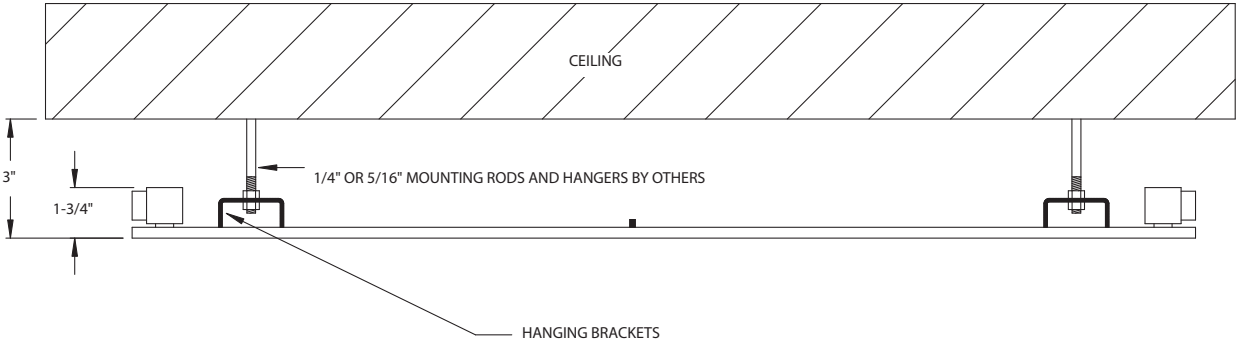 CEILING
3"
1/4" OR 5/16" MOUNTING RODS AND HANGERS BY OTHERS
1-3/4"
HANGING BRACKETS